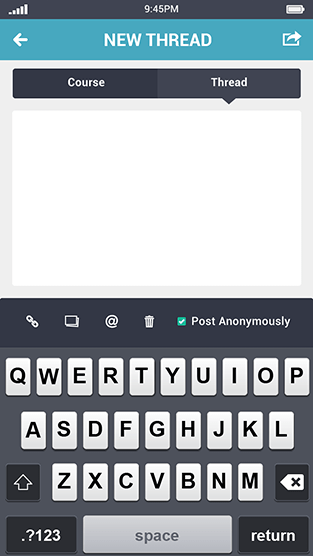 9:45PM
NEW THREAD
Course Thread
@ Post Anonymously
Q W E R T Y U I O P
A S D F G H J K L
Z X C V B N M
.?123 space return